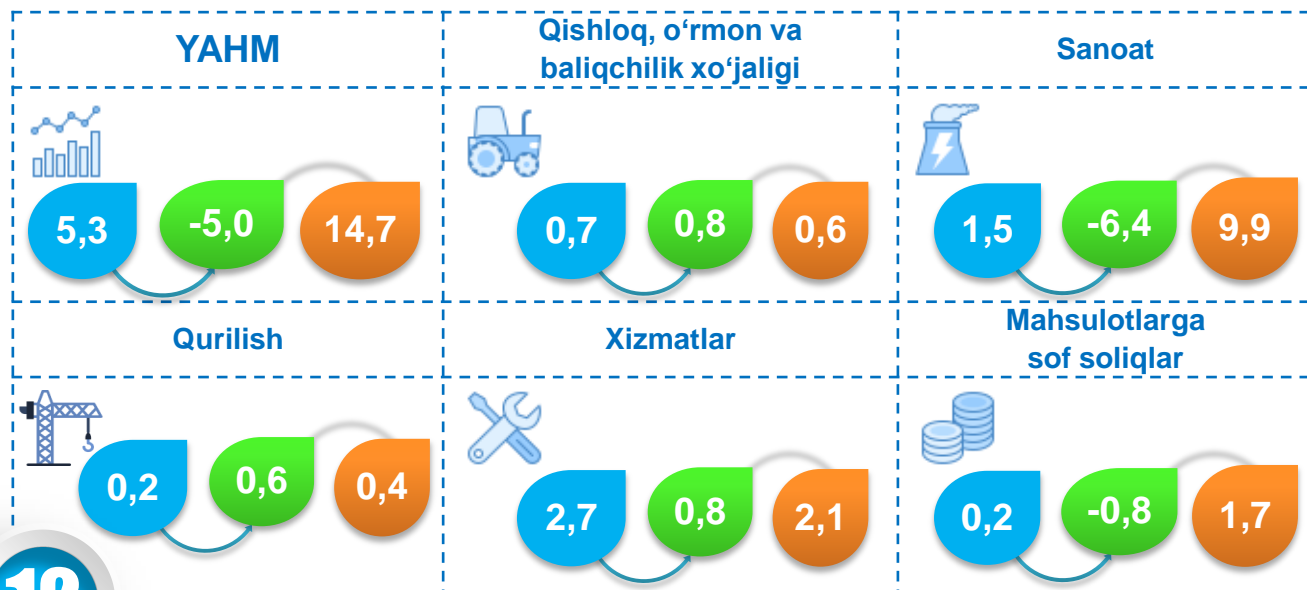 YAHM
Qishloq, o‘rmon va
baliqchilik xo‘jaligi
Sanoat
5,3 -5,0 14,7
0,7 0,8 0,6
1,5 -6,4 9,9
Qurilish
Xizmatlar
Mahsulotlarga
sof soliqlar
0,2 0,6 0,4
2,7 0,8 2,1
0,2 -0,8 1,7